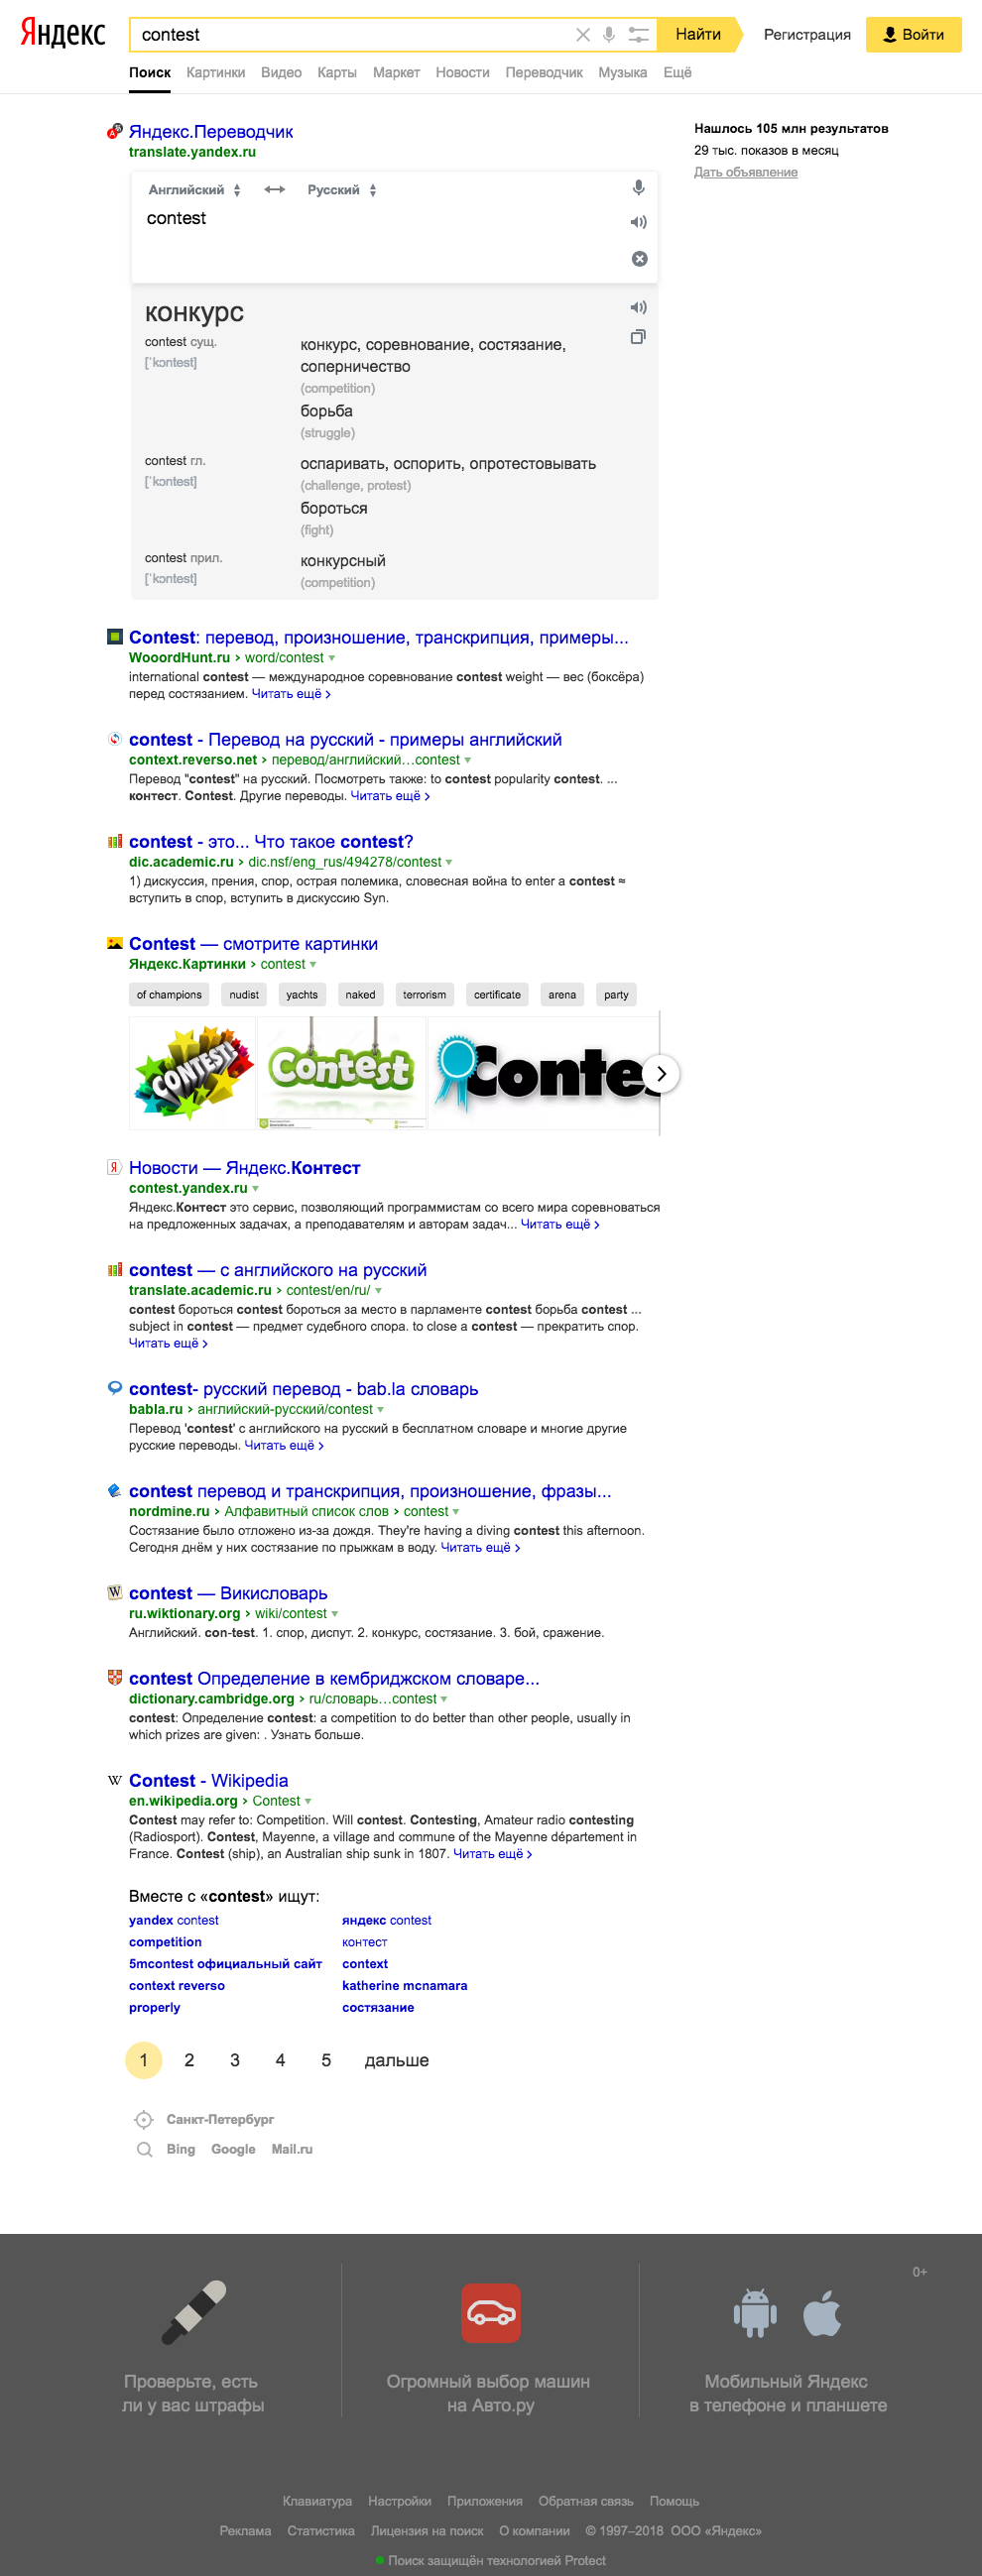 Яндекс
contest
Найти
Регистрация
Войти
Поиск Картинки Видео Карты Маркет Новости Переводчик Музыка Ещё
Яндекс.Переводчик
translate.yandex.ru
Английский Русский
contest
конкурс
contest сущ.
[ˈkɔntest]
конкурс, соревнование, состязание,
соперничество
(competition)
борьба
(struggle)
contest гл.
[ˈkɔntest]
оспаривать, оспорить, опротестовывать
(challenge, protest)
бороться
(fight)
contest прил.
[ˈkɔntest]
конкурсный
(competition)
Нашлось 105 млн результатов
29 тыс. показов в месяц
Дать объявление
Contest: перевод, произношение, транскрипция, примеры...
WooordHunt.ru › word/contest
international contest — международное соревнование contest weight — вес (боксёра)
перед состязанием. Читать ещё ›
contest - Перевод на русский - примеры английский
context.reverso.net › перевод/английский…contest
Перевод "contest" на русский. Посмотреть также: to contest popularity contest. ...
контест. Contest. Другие переводы. Читать ещё ›
contest - это... Что такое contest?
dic.academic.ru › dic.nsf/eng_rus/494278/contest
1) дискуссия, прения, спор, острая полемика, словесная война to enter a contest ≈
вступить в спор, вступить в дискуссию Syn.
Contest — смотрите картинки
Яндекс.Картинки › contest
of champions nudist yachts naked terrorism certificate arena party
CONTEST
Contest
Conte
Новости — Яндекс.Контест
contest.yandex.ru
Яндекс.Контест это сервис, позволяющий программистам со всего мира соревноваться
на предложенных задачах, а преподавателям и авторам задач... Читать ещё ›
contest — с английского на русский
translate.academic.ru › contest/en/ru/
contest бороться contest бороться за место в парламенте contest борьба contest ...
subject in contest — предмет судебного спора. to close a contest — прекратить спор.
Читать ещё ›
contest- русский перевод - bab.la словарь
babla.ru › английский-русский/contest
Перевод 'contest' с английского на русский в бесплатном словаре и многие другие
русские переводы. Читать ещё ›
contest перевод и транскрипция, произношение, фразы...
nordmine.ru › Алфавитный список слов › contest
Состязание было отложено из-за дождя. They're having a diving contest this afternoon.
Сегодня днём у них состязание по прыжкам в воду. Читать ещё ›
contest — Викисловарь
ru.wiktionary.org › wiki/contest
Английский. con-test. 1. спор, диспут. 2. конкурс, состязание. 3. бой, сражение.
contest Определение в кембриджском словаре...
dictionary.cambridge.org › ru/словарь…contest
contest: Определение contest: a competition to do better than other people, usually in
which prizes are given: . Узнать больше.
Contest - Wikipedia
en.wikipedia.org › Contest
Contest may refer to: Competition. Will contest. Contesting, Amateur radio contesting
(Radiosport). Contest, Mayenne, a village and commune of the Mayenne département in
France. Contest (ship), an Australian ship sunk in 1807. Читать ещё ›
Вместе с «contest» ищут:
yandex contest яндекс contest
competition контест
5mcontest официальный сайт context
context reverso katherine mcnamara
properly состязание
1 2 3 4 5 дальше
Санкт-Петербург
Bing Google Mail.ru
0+
Проверьте, есть
ли у вас штрафы
Огромный выбор машин
на Авто.ру
Мобильный Яндекс
в телефоне и планшете
Клавиатура Настройки Приложения Обратная связь Помощь
Реклама Статистика Лицензия на поиск О компании © 1997–2018 ООО «Яндекс»
Поиск защищён технологией Protect